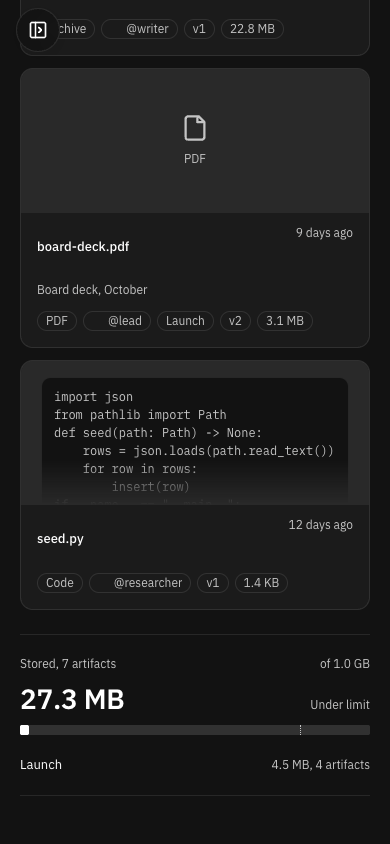 chive @writer v1 22.8 MB
PDF
9 days ago
board-deck.pdf
Board deck, October
PDF @lead Launch v2 3.1 MB
import json
from pathlib import Path
def seed(path: Path) -> None:
    rows = json.loads(path.read_text())
    for row in rows:
        insert(row)
12 days ago
seed.py
Code @researcher v1 1.4 KB
Stored, 7 artifacts of 1.0 GB
27.3 MB Under limit
Launch 4.5 MB, 4 artifacts